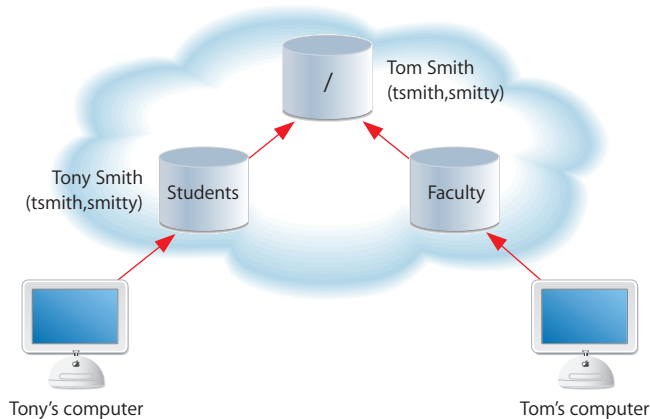 /
Tom Smith
(tsmith,smitty)
Tony Smith
(tsmith,smitty)
Students
Faculty
Tony’s computer
Tom’s computer